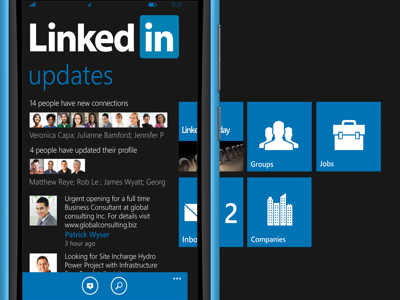 Linked in
updates
14 people have new connections
Veronica Capa; Julianne Bamford; Jennifer P
4 people have updated their profile
Matthew Reye; Rob Le ; James Wyatt; Georg
Urgent opening for a full time
Business Consultant at global
consulting Inc. For details visit
www.globalconsulting.biz
Patrick Wyser
3 hour ago
Looking for Site Incharge Hydro
Power Project with Infrastructure
Linke
day
Groups
Jobs
Inbo
2
Companies